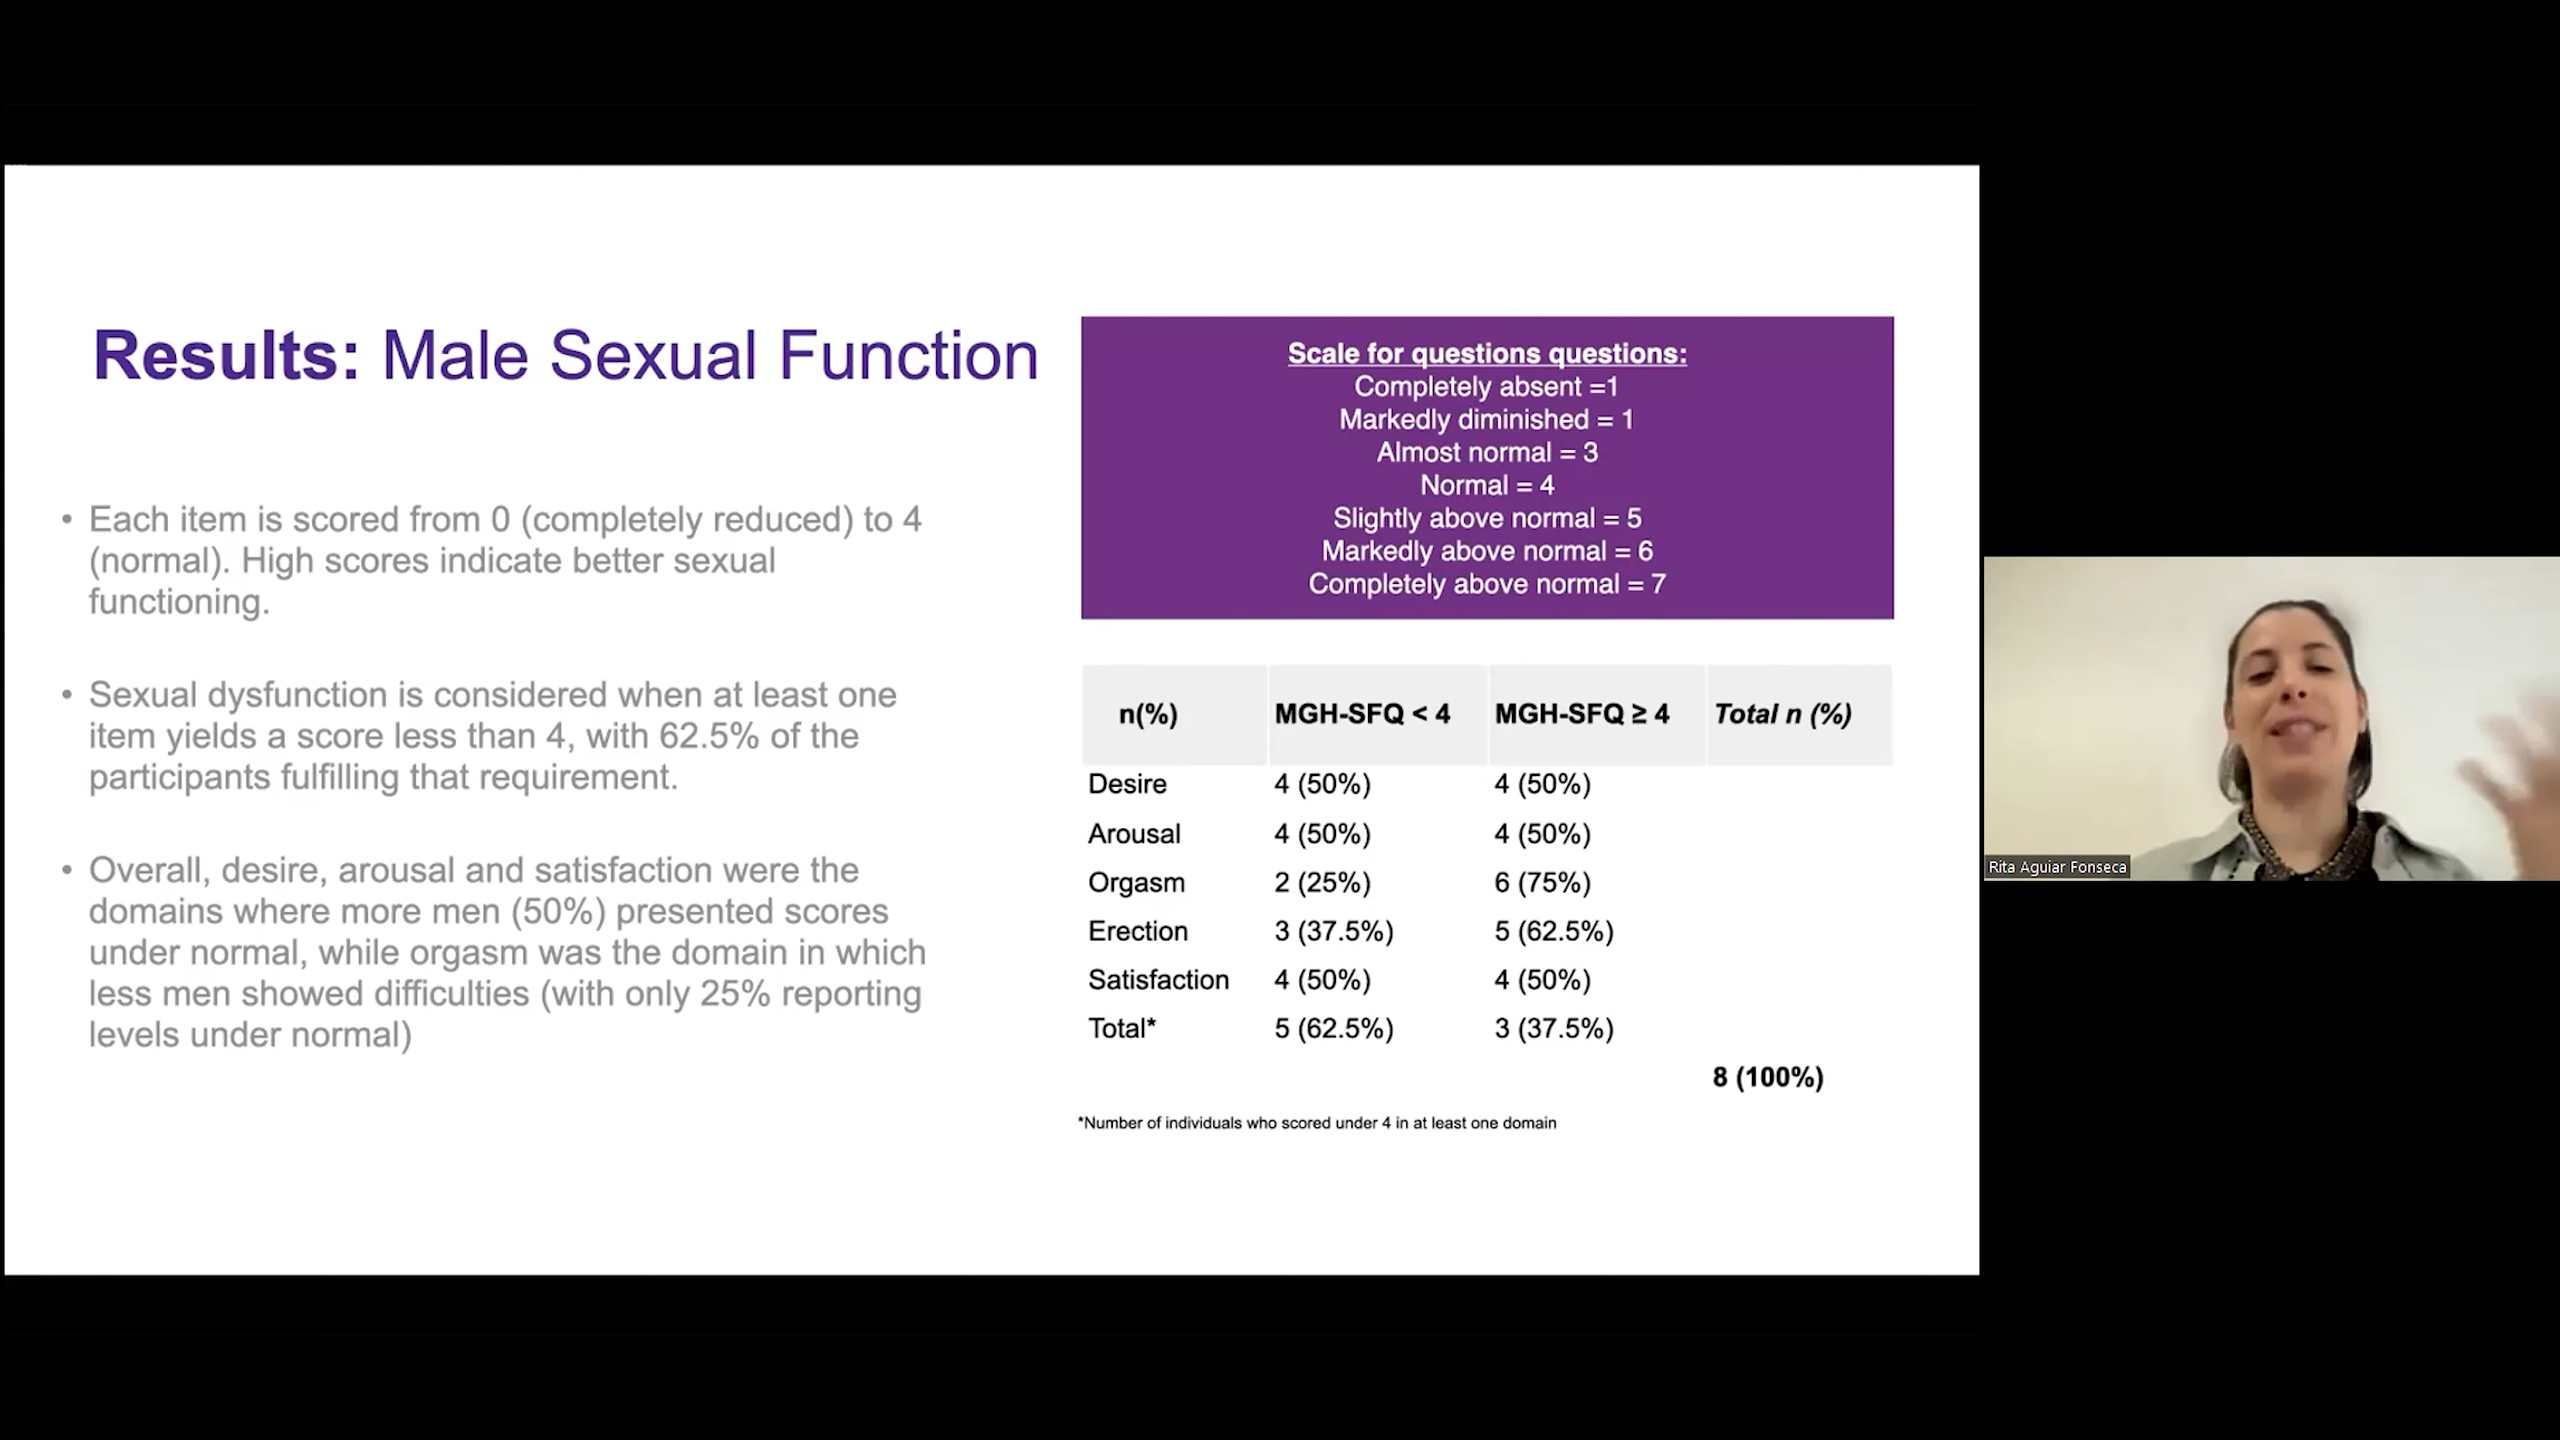 Results: Male Sexual Function
• Each item is scored from 0 (completely reduced) to 4
(normal). High scores indicate better sexual
functioning.
• Sexual dysfunction is considered when at least one
item yields a score less than 4, with 62.5% of the
participants fulfilling that requirement.
• Overall, desire, arousal and satisfaction were the
domains where more men (50%) presented scores
under normal, while orgasm was the domain in which
less men showed difficulties (with only 25% reporting
levels under normal)
Scale for questions questions:
Completely absent =1
Markedly diminished = 1
Almost normal = 3
Normal = 4
Slightly above normal = 5
Markedly above normal = 6
Completely above normal = 7
n(%) MGH-SFQ < 4 MGH-SFQ ≥ 4 Total n (%)
Desire 4 (50%) 4 (50%)
Arousal 4 (50%) 4 (50%)
Orgasm 2 (25%) 6 (75%)
Erection 3 (37.5%) 5 (62.5%)
Satisfaction 4 (50%) 4 (50%)
Total* 5 (62.5%) 3 (37.5%)
8 (100%)
*Number of individuals who scored under 4 in at least one domain
Rita Aguiar Fonseca